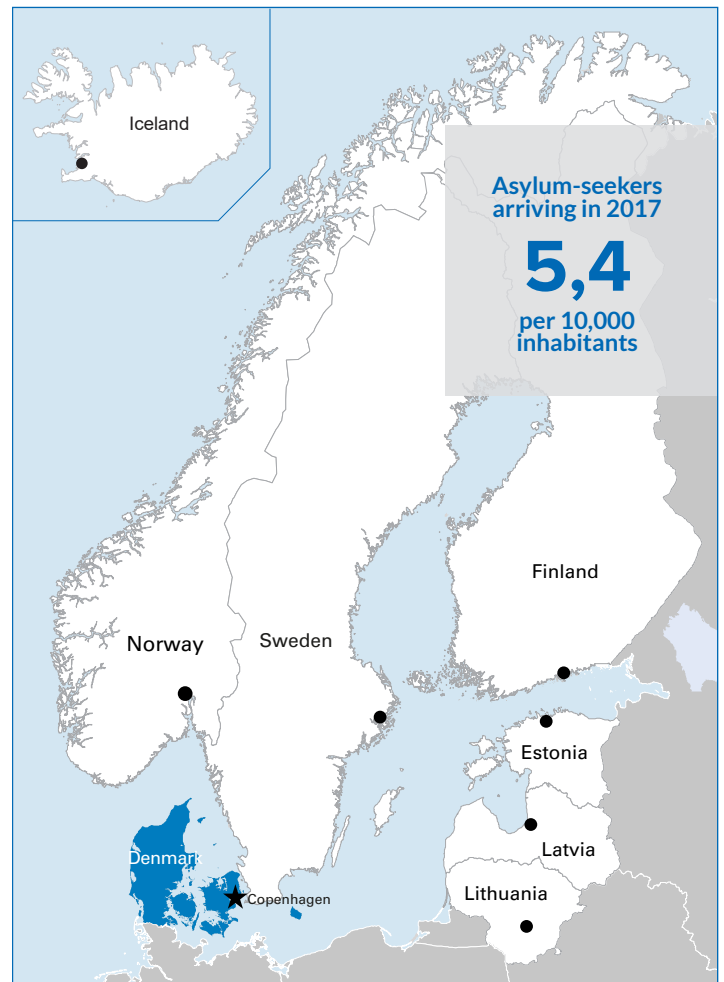 Iceland
Asylum-seekers
arriving in 2017
5,4
per 10,000
inhabitants
Finland
Norway
Sweden
Estonia
Latvia
Denmark
Lithuania
Copenhagen